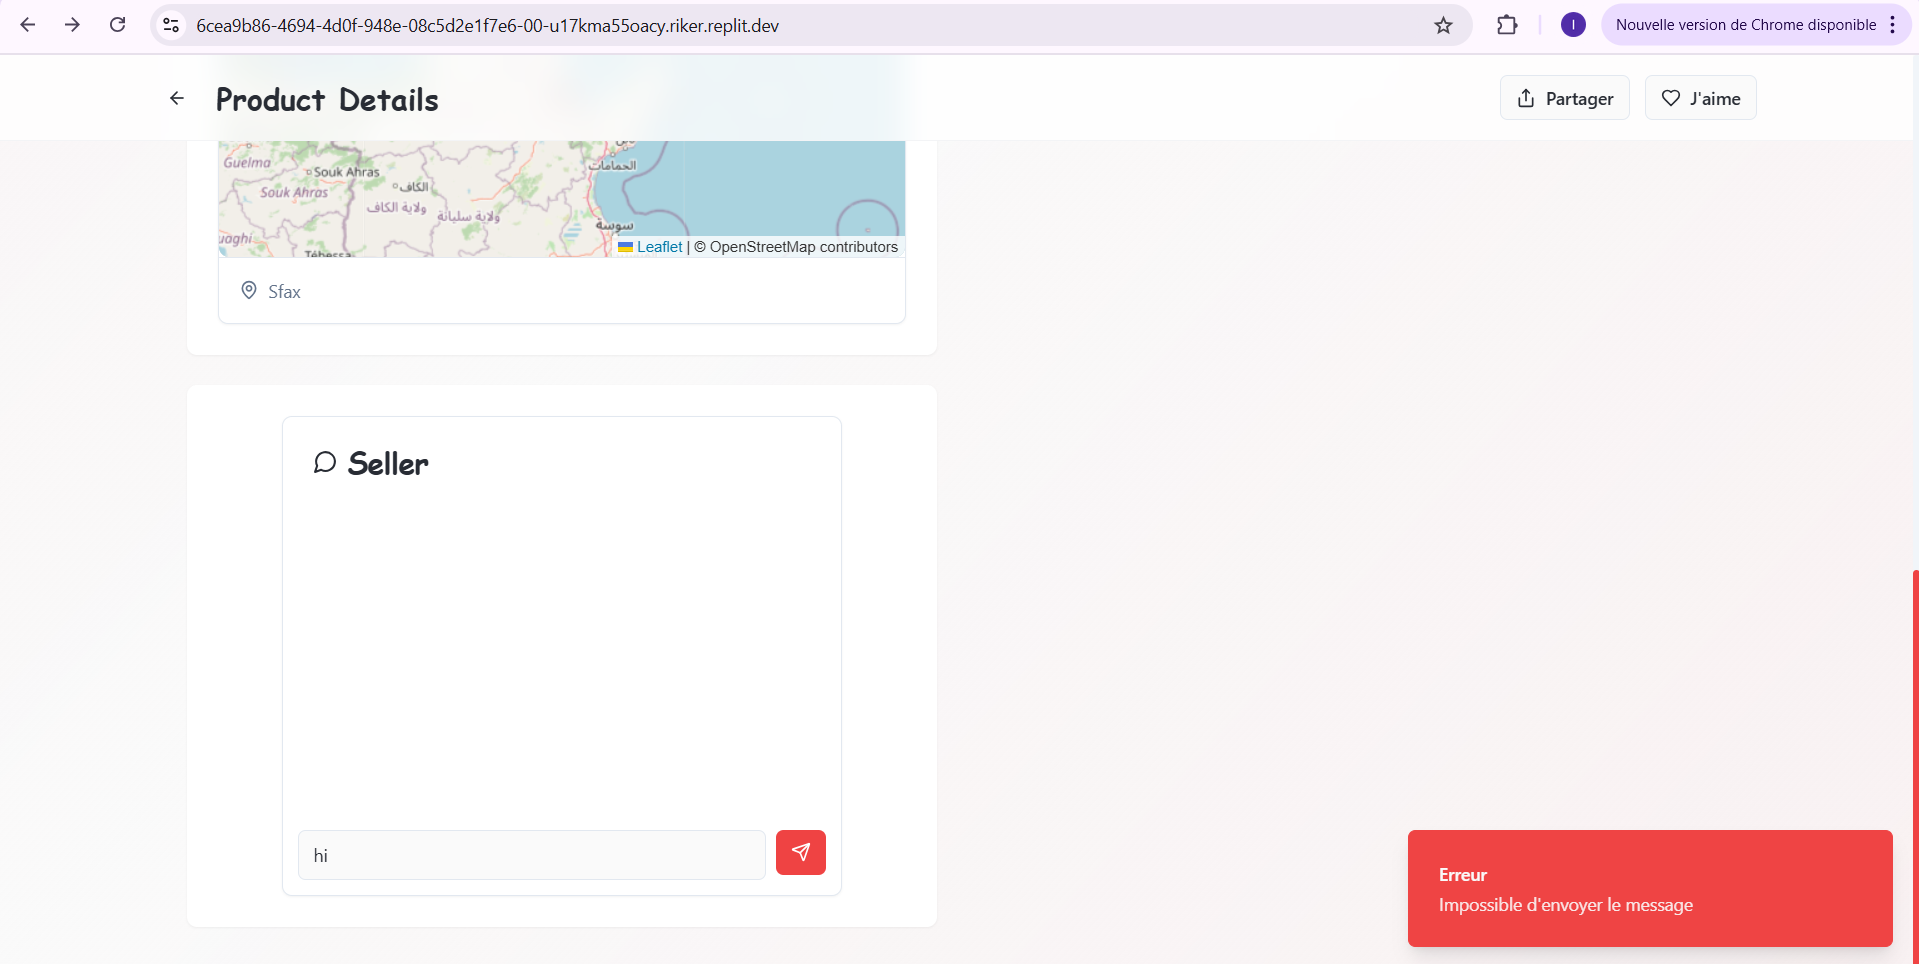 6cea9b86-4694-4d0f-948e-08c5d2e1f7e6-00-u17kma55oacy.riker.replit.dev
I
Nouvelle version de Chrome disponible
Product Details
Partager
J'aime
Guelma
Souk Ahras
الحمامات
Souk Ahras
الكاف
ولاية الكاف
ولاية سليانة
سوسة
Leaflet | © OpenStreetMap contributors
Sfax
Seller
hi
Erreur
Impossible d'envoyer le message